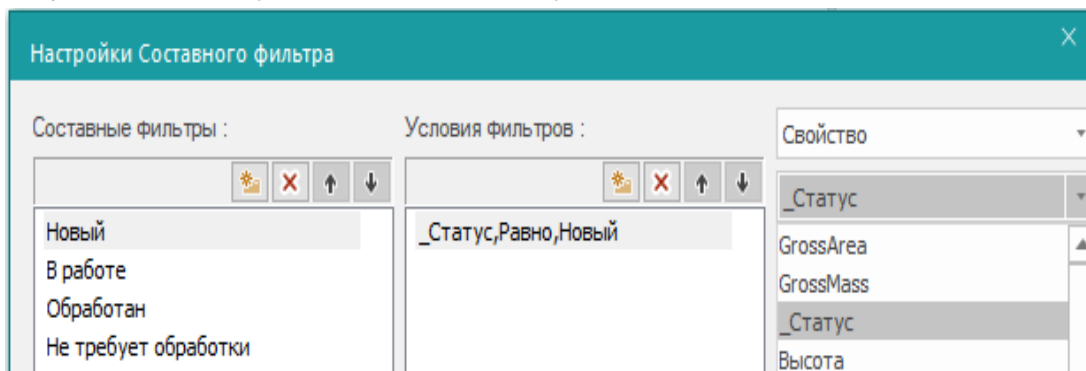 Настройки Составного фильтра
Составные фильтры :
Новый
В работе
Обработан
Не требует обработки
Условия фильтров :
_Статус,Равно,Новый
Свойство
_Статус
GrossArea
GrossMass
_Статус
Высота